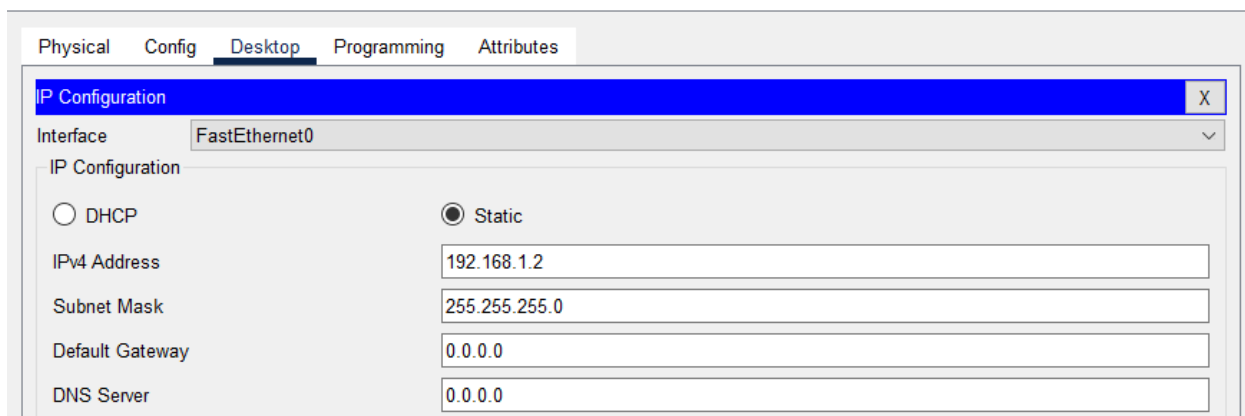 Physical Config Desktop Programming Attributes
IP Configuration X
Interface FastEthernet0
IP Configuration
DHCP Static
IPv4 Address 192.168.1.2
Subnet Mask 255.255.255.0
Default Gateway 0.0.0.0
DNS Server 0.0.0.0